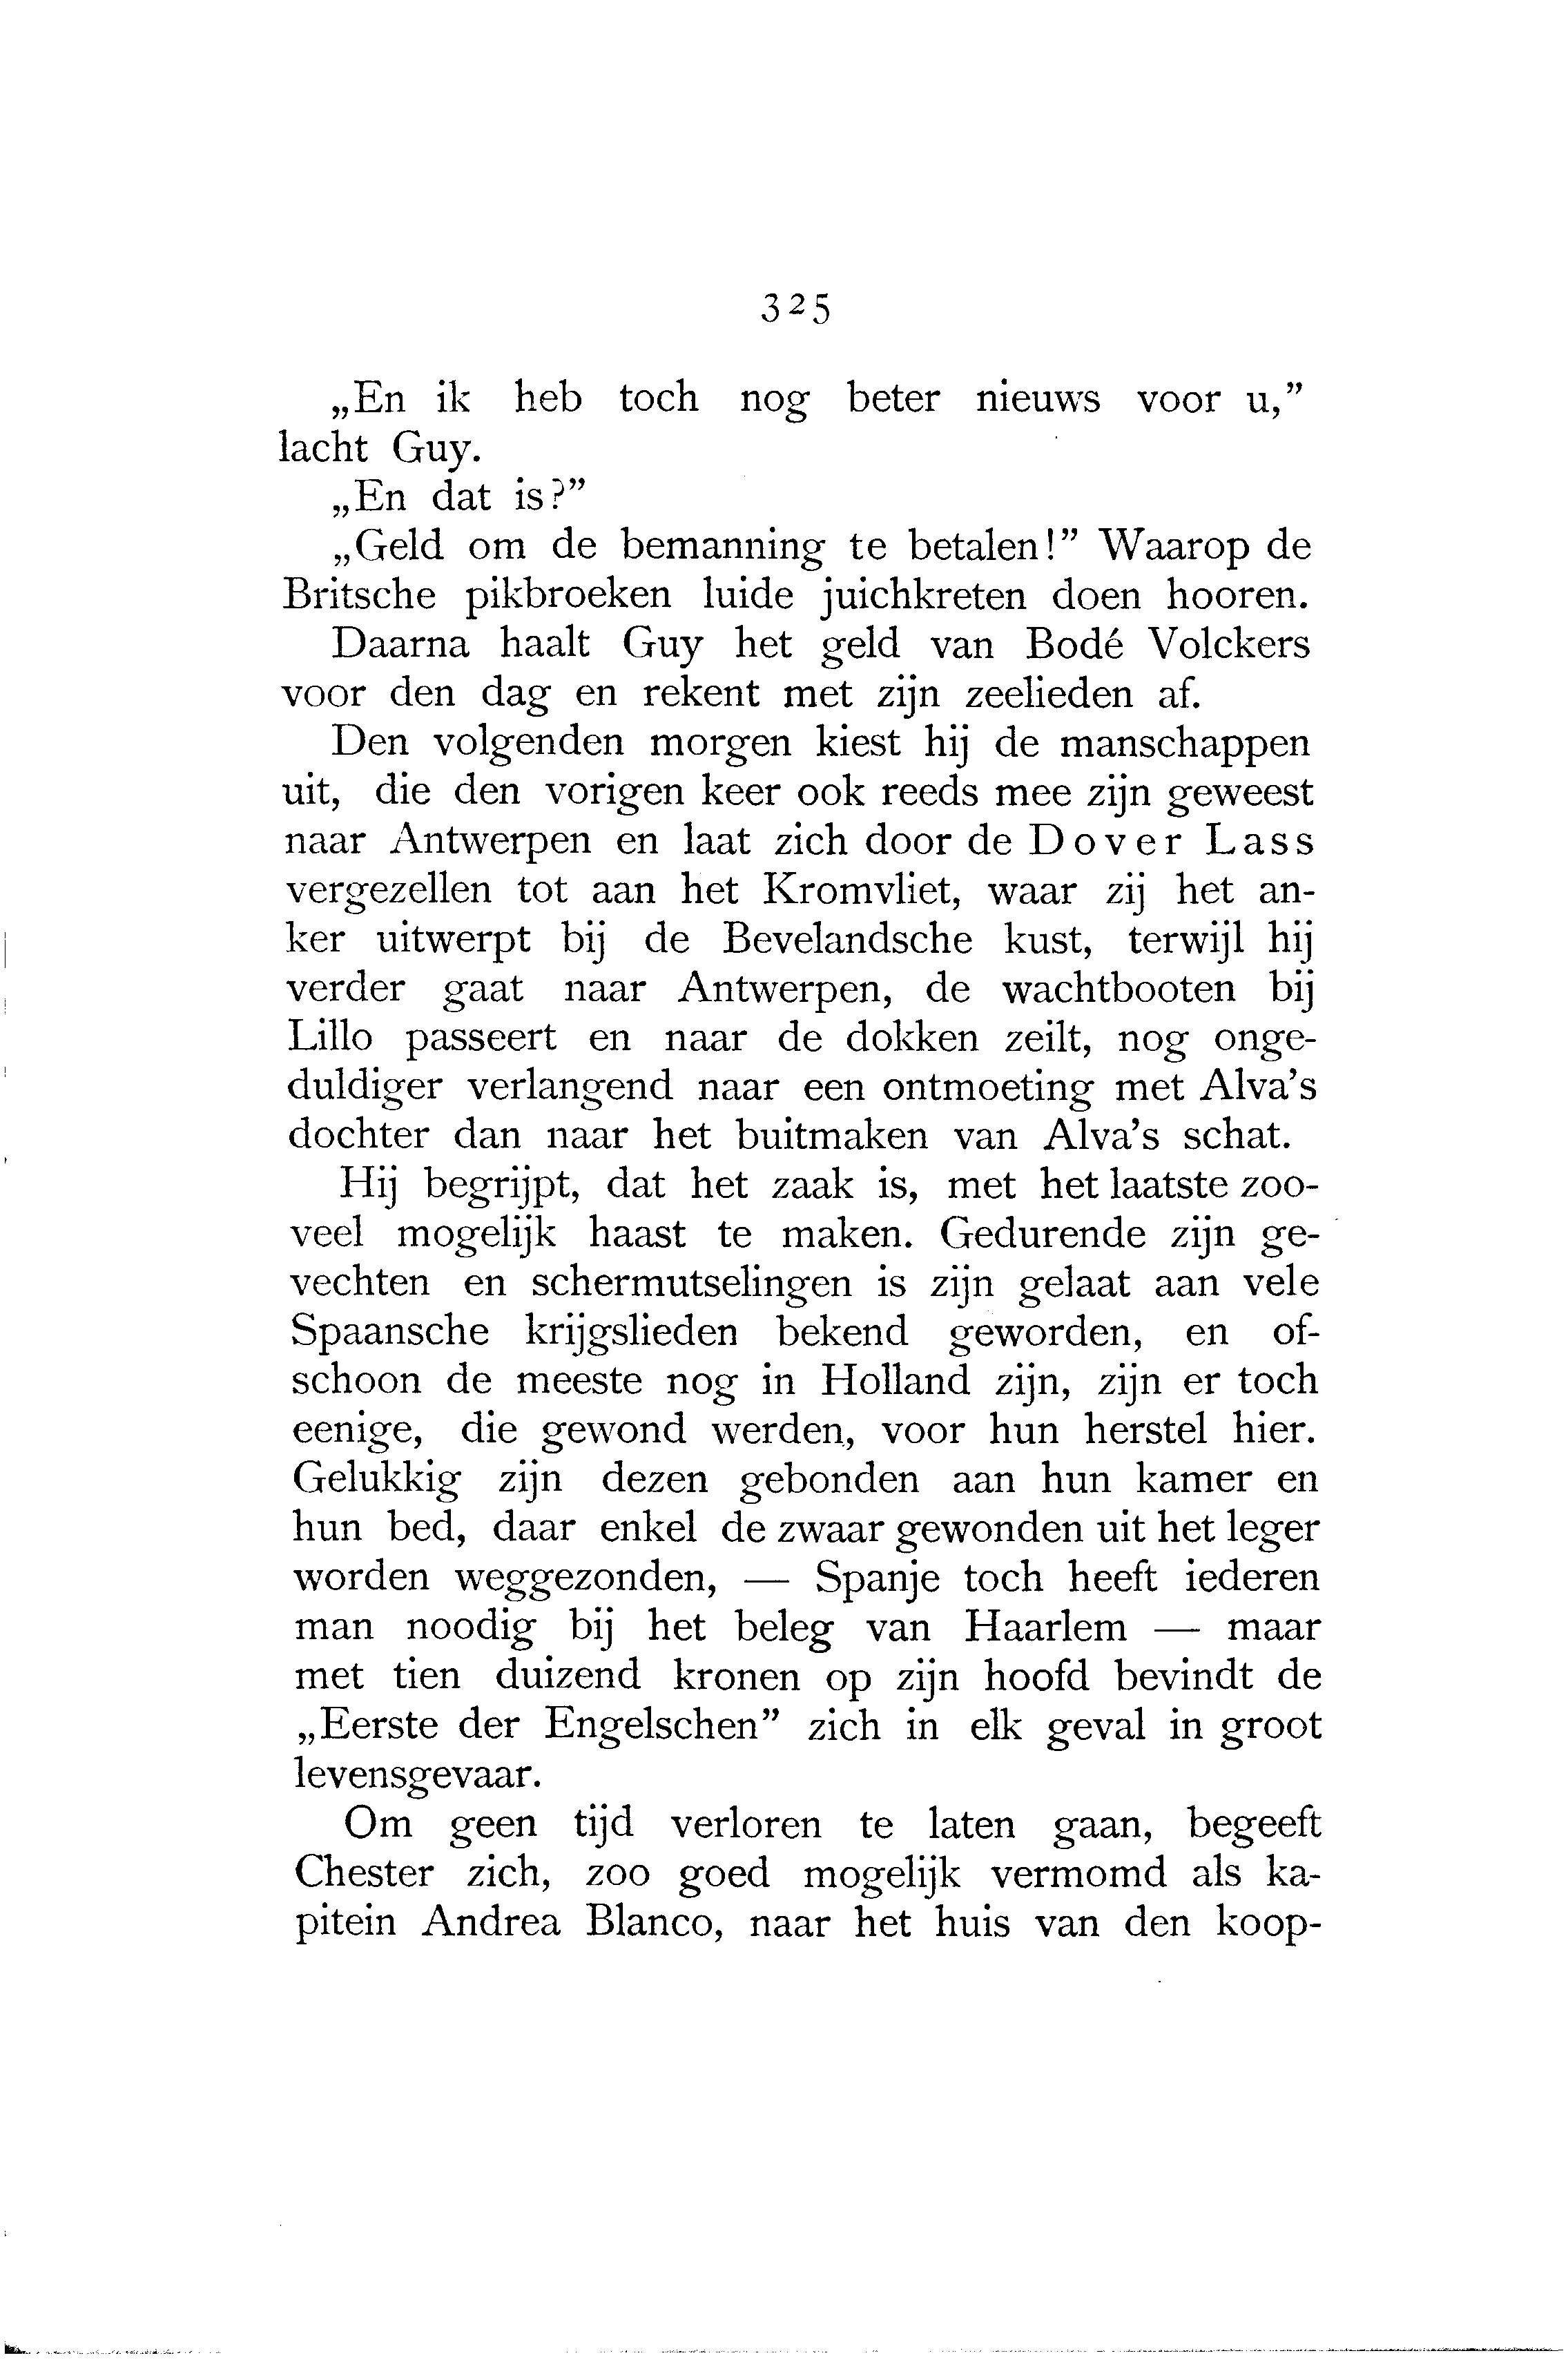 325
„En ik heb toch nog beter nieuws voor u,”
lacht Guy.
„En dat is?”
„Geld om de bemanning te betalen!” Waarop de
Britsche pikbroeken luide juichkreten doen hooren.
Daarna haalt Guy het geld van Bodé Volckers
voor den dag en rekent met zijn zeelieden af.
Den volgenden morgen kiest hij de manschappen
uit, die den vorigen keer ook reeds mee zijn geweest
naar Antwerpen en laat zich door de Dover Lass
vergezellen tot aan het Kromvliet, waar zij het an-
ker uitwerpt bij de Bevelandsche kust, terwijl hij
verder gaat naar Antwerpen, de wachtbooten bij
Lillo passeert en naar de dokken zeilt, nog onge-
duldiger verlangend naar een ontmoeting met Alva’s
dochter dan naar het buitmaken van Alva’s schat.
Hij begrijpt, dat het zaak is, met het laatste zoo-
veel mogelijk haast te maken. Gedurende zijn ge-
vechten en schermutselingen is zijn gelaat aan vele
Spaansche krijgslieden bekend geworden, en of-
schoon de meeste nog in Holland zijn, zijn er toch
eenige, die gewond werden, voor hun herstel hier.
Gelukkig zijn dezen gebonden aan hun kamer en
hun bed, daar enkel de zwaar gewonden uit het leger
worden weggezonden, — Spanje toch heeft iederen
man noodig bij het beleg van Haarlem — maar
met tien duizend kronen op zijn hoofd bevindt de
„Eerste der Engelschen” zich in elk geval in groot
levensgevaar.
Om geen tijd verloren te laten gaan, begeeft
Chester zich, zoo goed mogelijk vermomd als ka-
pitein Andrea Blanco, naar het huis van den koop-